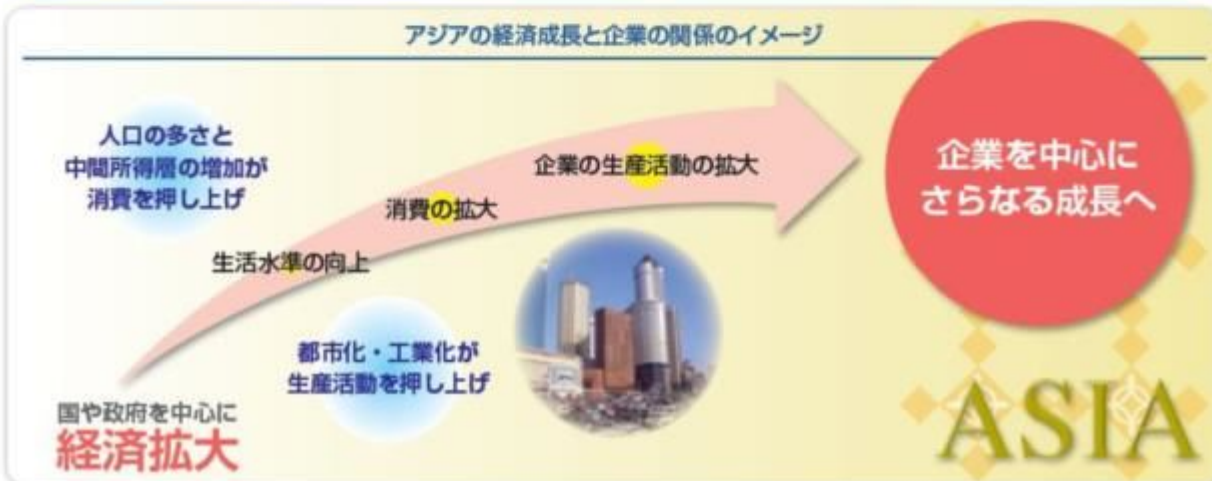 アジアの経済成長と企業の関係のイメージ
人口の多さと
中間所得層の増加が
消費を押し上げ
企業の生産活動の拡大
消費の拡大
生活水準の向上
都市化・工業化が
生産活動を押し上げ
国や政府を中心に
経済拡大
企業を中心に
さらなる成長へ
ASIA